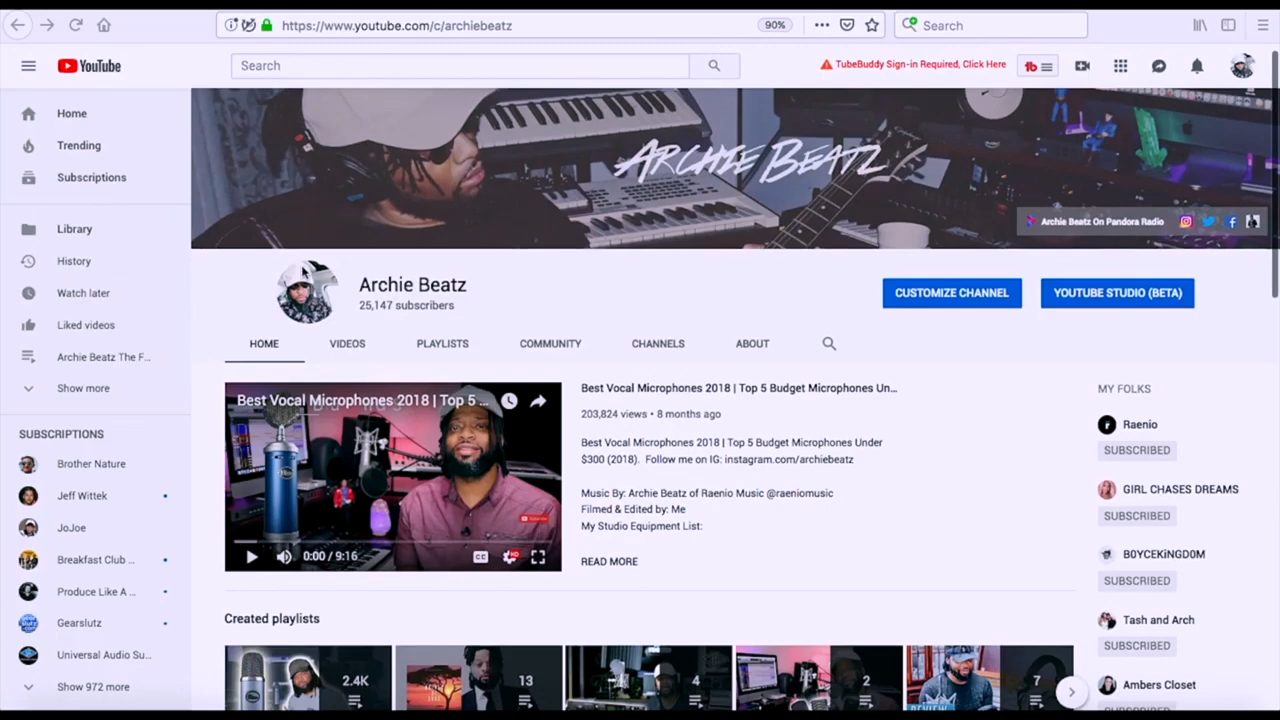 https://www.youtube.com/c/archiebeatz
90%
Search
YouTube
Search
TubeBuddy Sign-in Required, Click Here
tb
Home
Trending
Subscriptions
Library
History
Watch later
Liked videos
Archie Beatz The F...
Show more
SUBSCRIPTIONS
Brother Nature
Jeff Wittek
JoJoe
Breakfast Club ...
Produce Like A ...
Gearslutz
Universal Audio Su...
Show 972 more
ARCHIE BEATZ
Archie Beatz On Pandora Radio
Archie Beatz
25,147 subscribers
CUSTOMIZE CHANNEL
YOUTUBE STUDIO (BETA)
HOME
VIDEOS
PLAYLISTS
COMMUNITY
CHANNELS
ABOUT
Best Vocal Microphones 2018 | Top 5 ...
0:00 / 9:16
CC
HD
Best Vocal Microphones 2018 | Top 5 Budget Microphones Un...
203,824 views • 8 months ago
Best Vocal Microphones 2018 | Top 5 Budget Microphones Under
$300 (2018). Follow me on IG: instagram.com/archiebeatz
Music By: Archie Beatz of Raenio Music @raeniomusic
Filmed & Edited by: Me
My Studio Equipment List:
READ MORE
Created playlists
2.4K
13
4
2
7
REVIEW
MY FOLKS
Raenio
SUBSCRIBED
GIRL CHASES DREAMS
SUBSCRIBED
B0YCEKiNGD0M
SUBSCRIBED
Tash and Arch
SUBSCRIBED
Ambers Closet